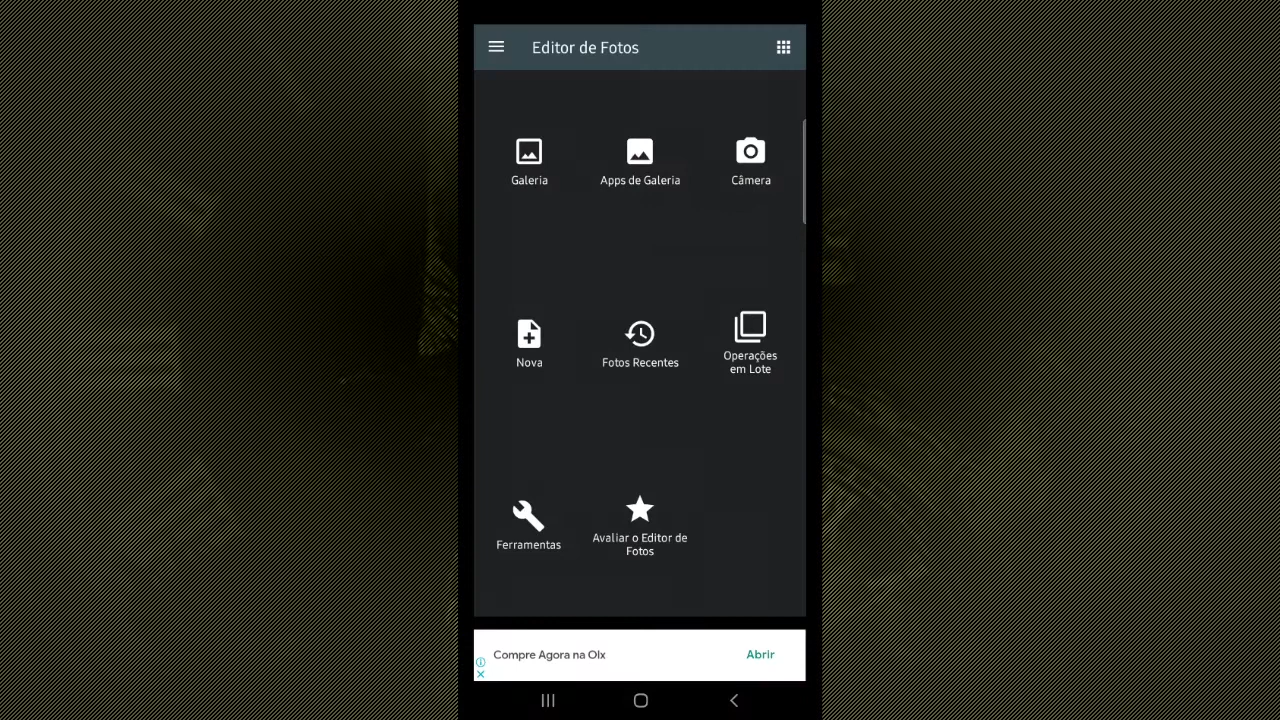 Editor de Fotos
Galeria
Apps de Galeria
Câmera
Nova
Fotos Recentes
Operações
em Lote
Ferramentas
Avaliar o Editor de
Fotos
Compre Agora na Olx
Abrir